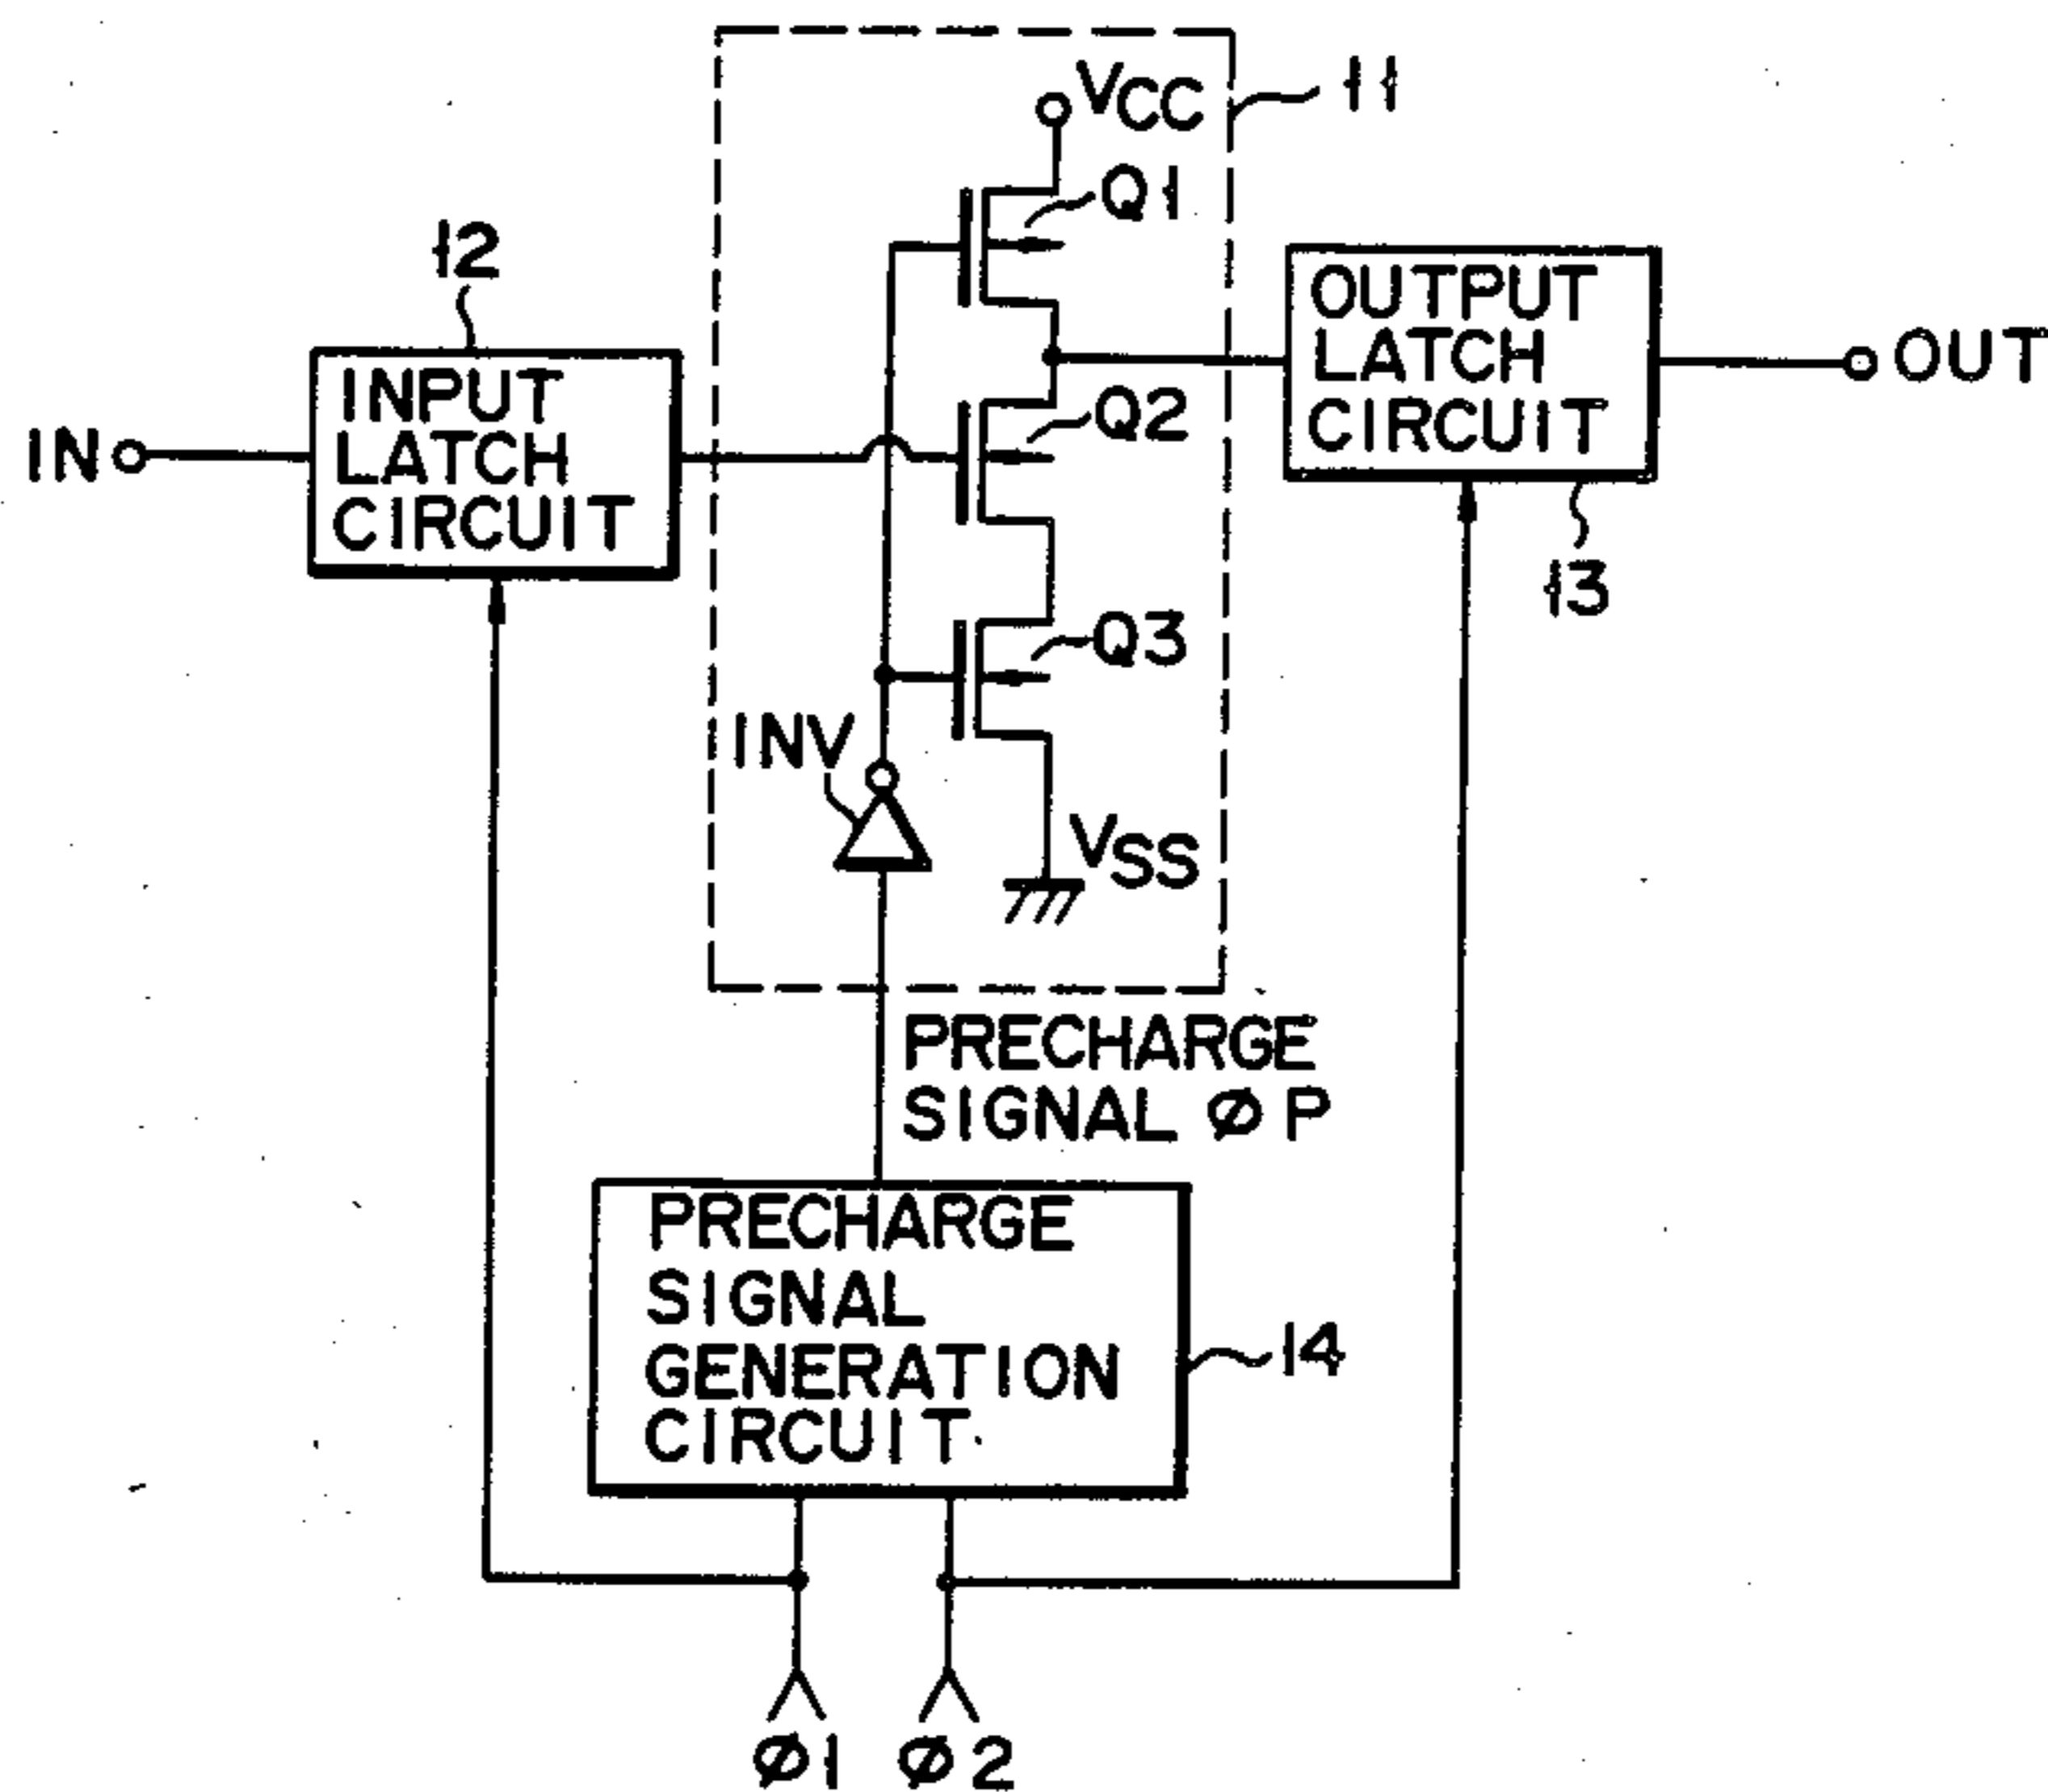 VCC
11
Q1
12
OUTPUT
LATCH
CIRCUIT
OUT
INPUT
LATCH
CIRCUIT
IN
Q2
13
Q3
INV
VSS
PRECHARGE
SIGNAL Ø P
PRECHARGE
SIGNAL
GENERATION
CIRCUIT
14
Ø1
Ø2